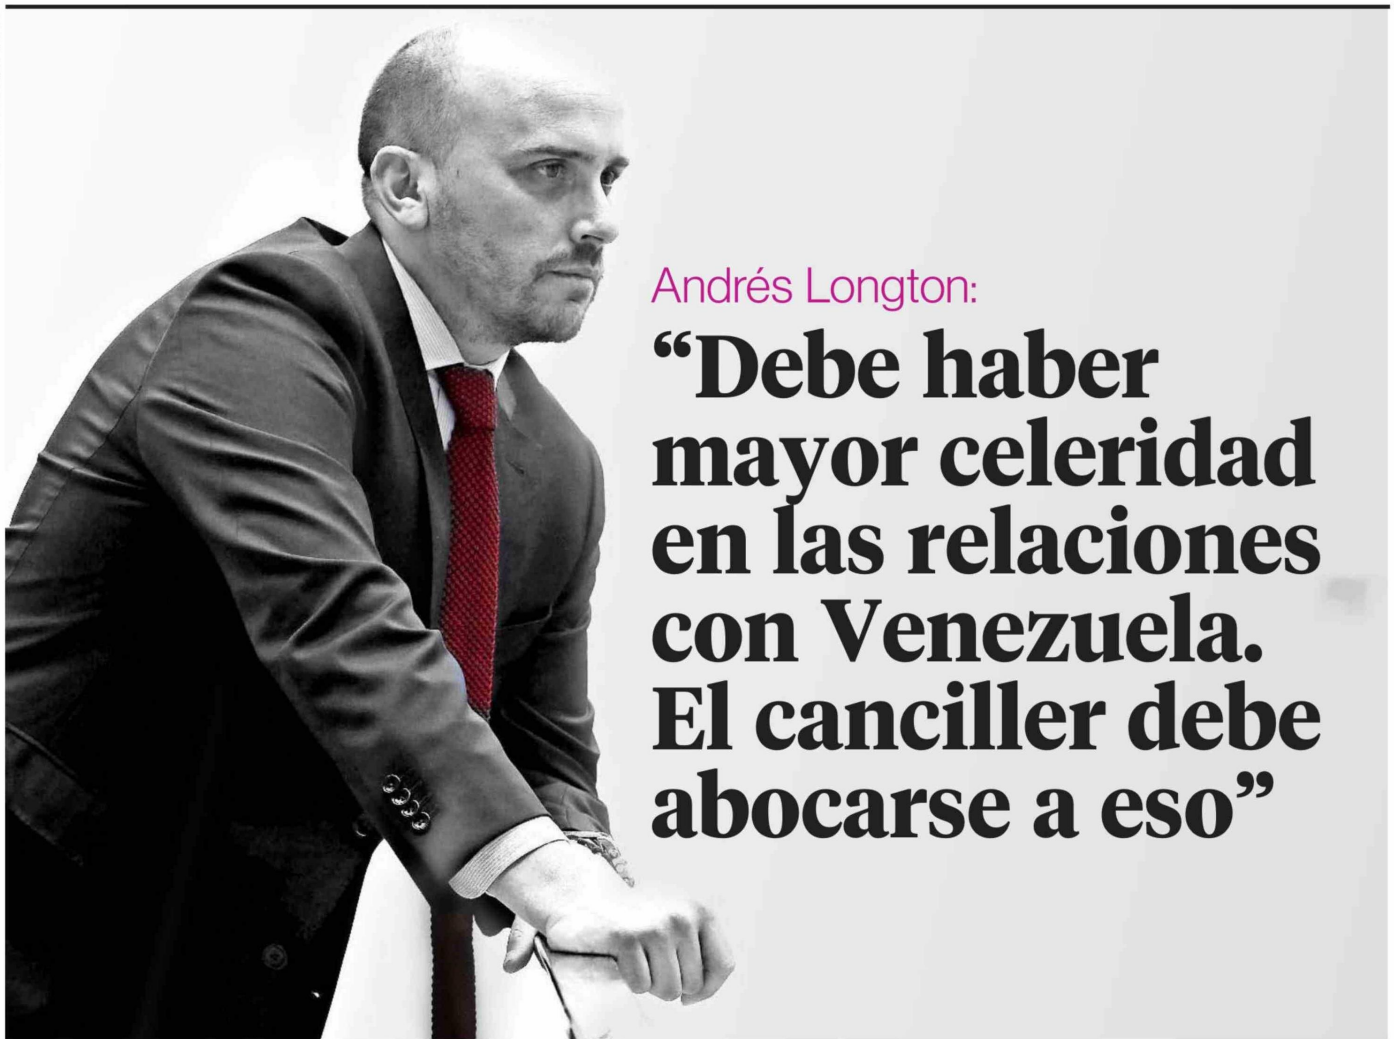 Andrés Longton:
“Debe haber
mayor celeridad
en las relaciones
con Venezuela.
El canciller debe
abocarse a eso”